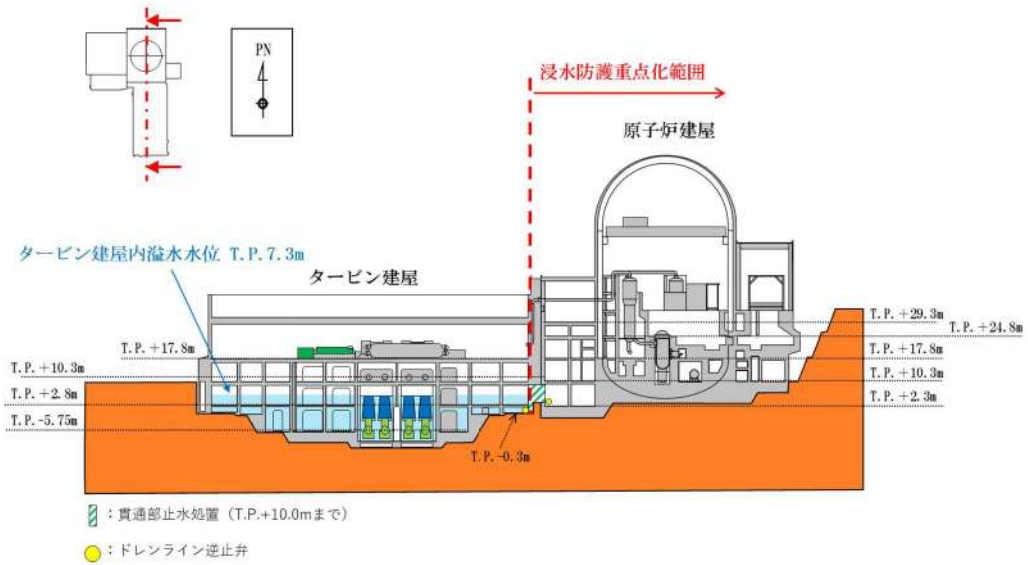 PN
浸水防護重点化範囲
原子炉建屋
タービン建屋内溢水水位 T.P.7.3m
タービン建屋
T.P. +29.3m
T.P. +24.8m
T.P. +17.8m
T.P. +17.8m
T.P. +10.3m
T.P. +10.3m
T.P. +2.8m
T.P. +2.3m
T.P.-5.75m
T.P.-0.3m
：貫通部止水処置（T.P.+10.0mまで）
：ドレンライン逆止弁